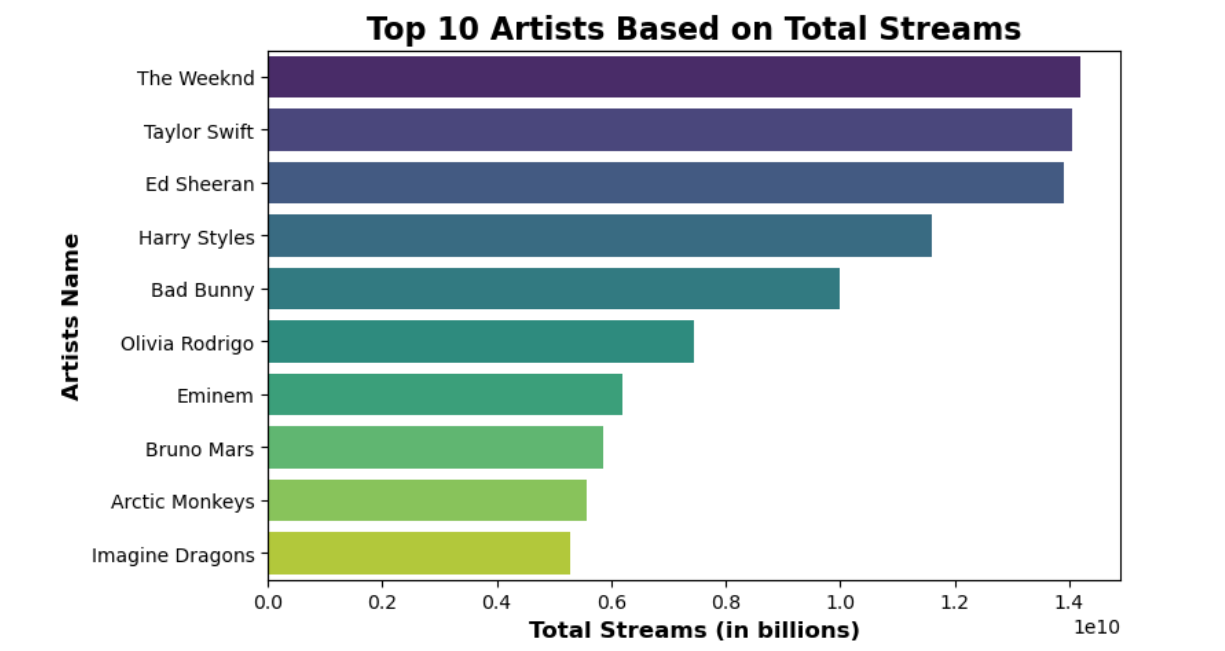 Top 10 Artists Based on Total Streams
The Weeknd
Taylor Swift
Ed Sheeran
Harry Styles
Bad Bunny
Olivia Rodrigo
Eminem
Bruno Mars
Arctic Monkeys
Imagine Dragons
Artists Name
0.0 0.2 0.4 0.6 0.8 1.0 1.2 1.4
1e10
Total Streams (in billions)